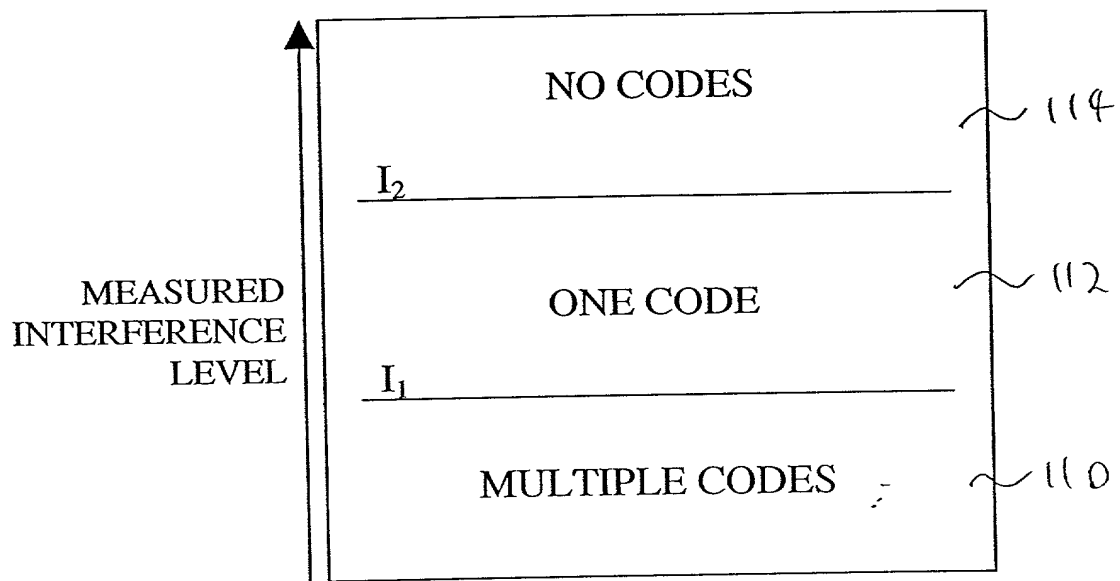 NO CODES
114
I₂
MEASURED
INTERFERENCE
LEVEL
ONE CODE
112
I₁
MULTIPLE CODES
110